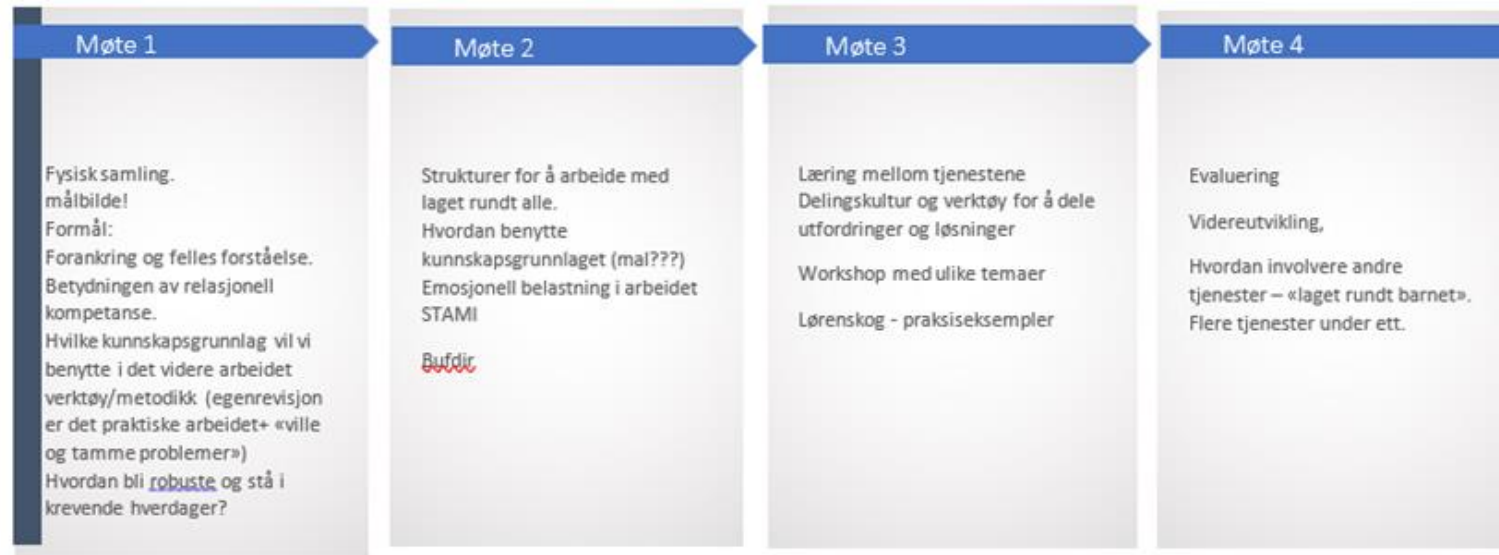 Møte 1
Fysisk samling.
målbilde!
Formål:
Forankring og felles forståelse.
Betydningen av relasjonell
kompetanse.
Hvilke kunnskapsgrunnlag vil vi
benytte i det videre arbeidet
verktøy/metodikk (egenrevisjon
er det praktiske arbeidet+ «ville
og tamme problemer»)
Hvordan bli robuste og stå i
krevende hverdager?
Møte 2
Strukturer for å arbeide med
laget rundt alle.
Hvordan benytte
kunnskapsgrunnlaget (mal???)
Emosjonell belastning i arbeidet
STAMI
Bufdir
Møte 3
Læring mellom tjenestene
Delingskultur og verktøy for å dele
utfordringer og løsninger
Workshop med ulike temaer
Lørenskog - praksiseksempler
Møte 4
Evaluering
Videreutvikling,
Hvordan involvere andre
tjenester – «laget rundt barnet».
Flere tjenester under ett.